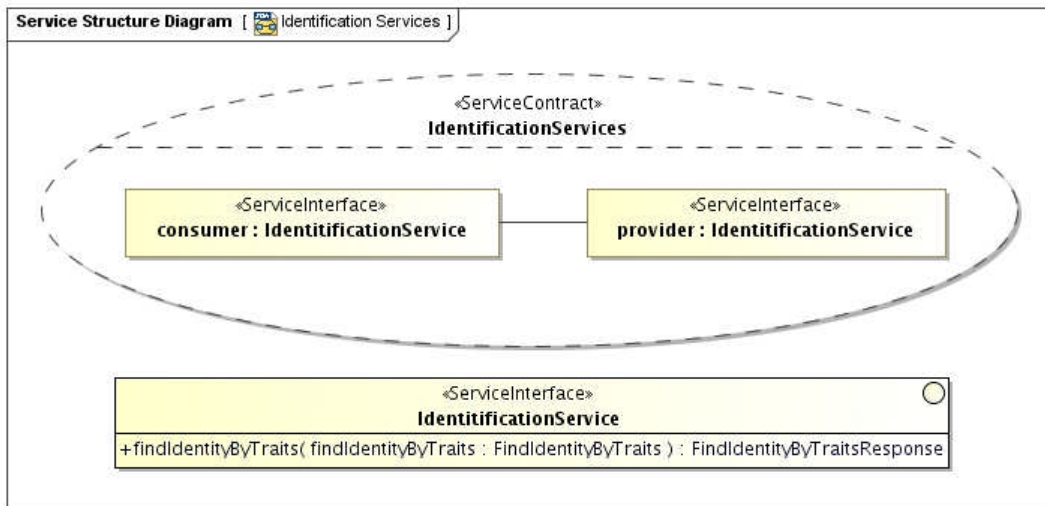 Service Structure Diagram [ Identification Services ]
«ServiceContract»
IdentificationServices
«ServiceInterface»
consumer : IdentitificationService
«ServiceInterface»
provider : IdentitificationService
«ServiceInterface»
IdentitificationService
+findIdentityByTraits( findIdentityByTraits : FindIdentityByTraits ) : FindIdentityByTraitsResponse